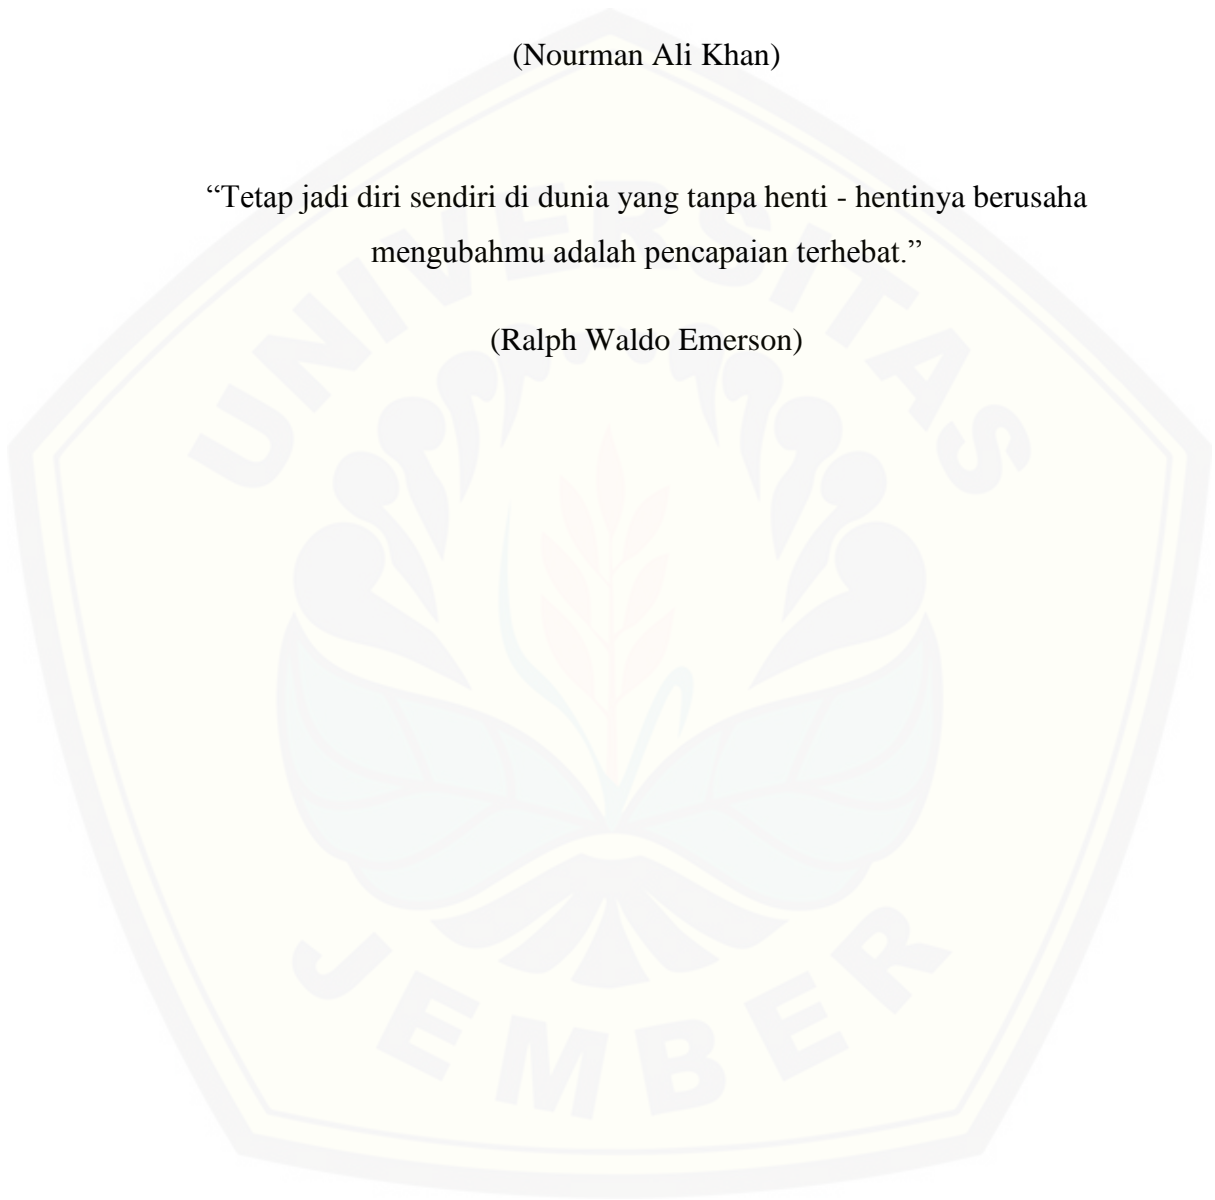 (Nourman Ali Khan)
“Tetap jadi diri sendiri di dunia yang tanpa henti - hentinya berusaha
mengubahmu adalah pencapaian terhebat.”
(Ralph Waldo Emerson)
UNIVERSITAS
JEMBER